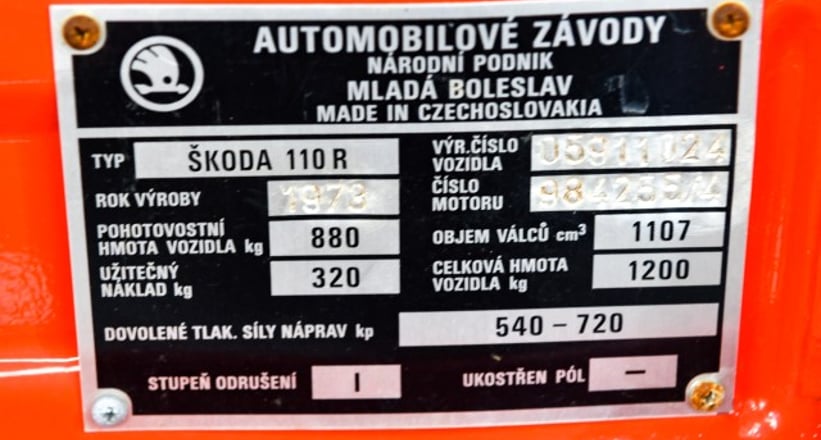 AUTOMOBILOVÉ ZÁVODY
NÁRODNÍ PODNIK
MLADÁ BOLESLAV
MADE IN CZECHOSLOVAKIA
TYP ŠKODA 110 R
VÝR.ČÍSLO
VOZIDLA
ROK VÝROBY 1973
ČÍSLO
MOTORU
POHOTOVOSTNÍ
HMOTA VOZIDLA kg 880
OBJEM VÁLCŮ cm³ 1107
UŽITEČNÝ
NÁKLAD kg 320
CELKOVÁ HMOTA
VOZIDLA kg 1200
DOVOLENÉ TLAK. SÍLY NÁPRAV kp 540 – 720
STUPEŇ ODRUŠENÍ I
UKOSTŘEN PÓL –